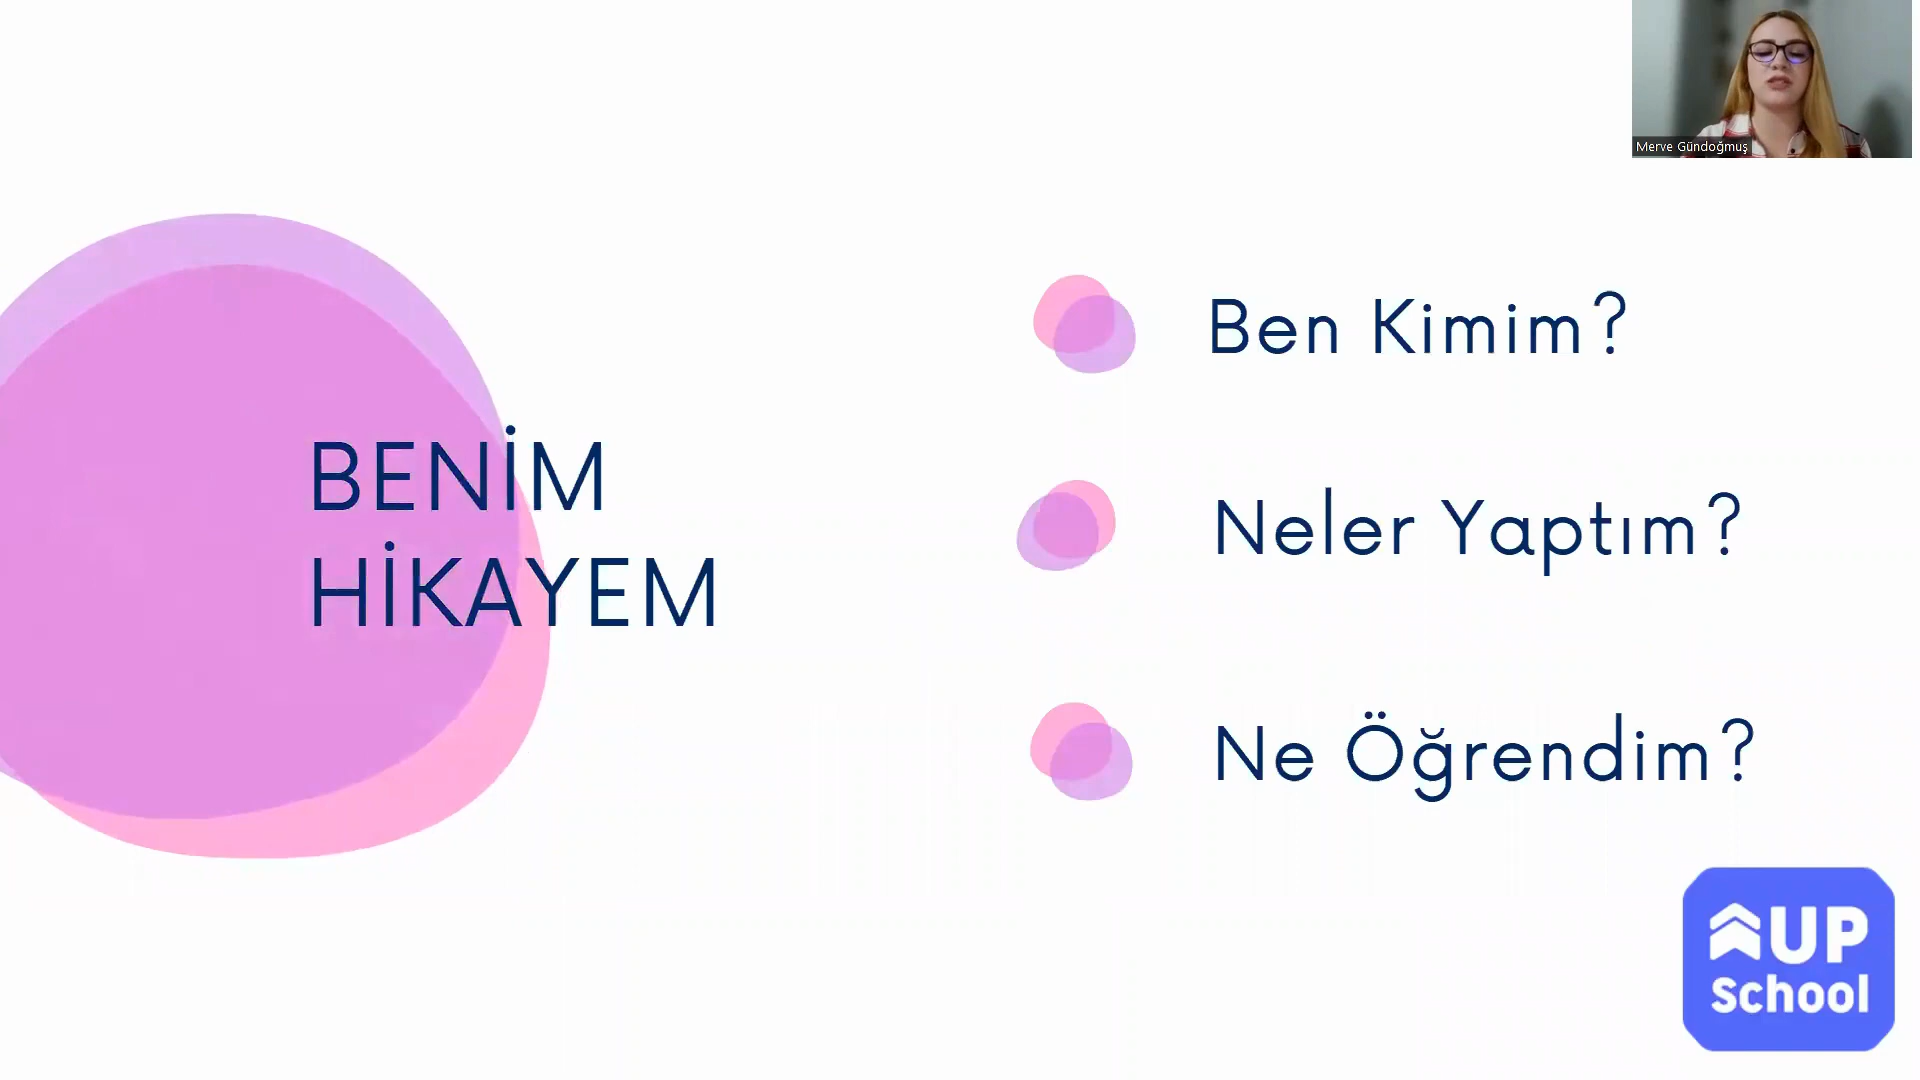 Merve Gündoğmuş
BENİM
HİKAYEM
Ben Kimim?
Neler Yaptım?
Ne Öğrendim?
UP
School